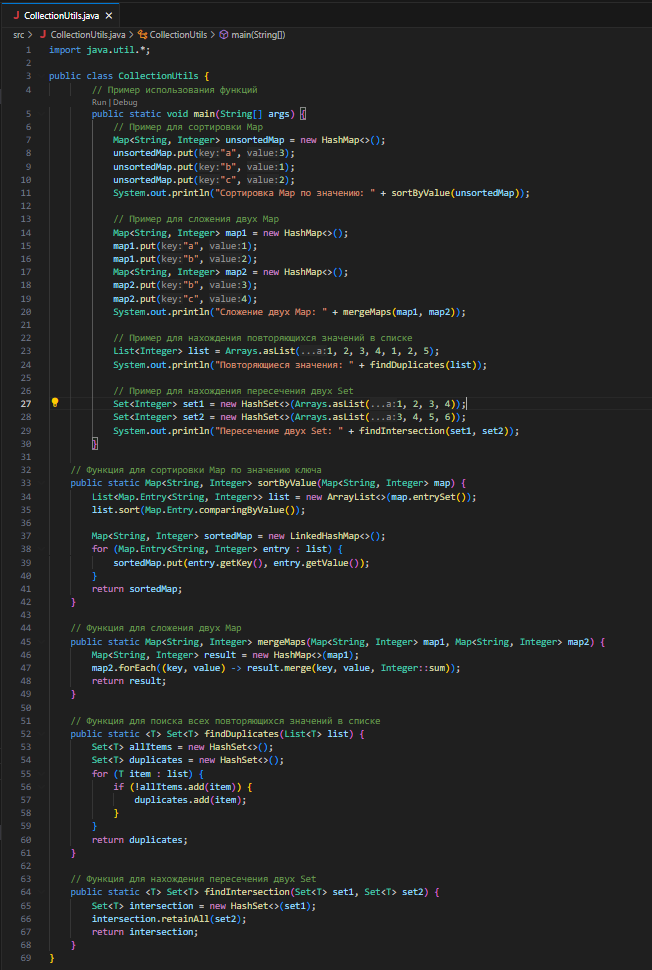 J CollectionUtils.java ×
src > J CollectionUtils.java > CollectionUtils > main(String[])
1 import java.util.*;
2
3 public class CollectionUtils {
4 // Пример использования функций
Run | Debug
5 public static void main(String[] args) {
6 // Пример для сортировки Map
7 Map<String, Integer> unsortedMap = new HashMap<>();
8 unsortedMap.put(key:"a", value:3);
9 unsortedMap.put(key:"b", value:1);
10 unsortedMap.put(key:"c", value:2);
11 System.out.println("Сортировка Map по значению: " + sortByValue(unsortedMap));
12
13 // Пример для сложения двух Map
14 Map<String, Integer> map1 = new HashMap<>();
15 map1.put(key:"a", value:1);
16 map1.put(key:"b", value:2);
17 Map<String, Integer> map2 = new HashMap<>();
18 map2.put(key:"b", value:3);
19 map2.put(key:"c", value:4);
20 System.out.println("Сложение двух Map: " + mergeMaps(map1, map2));
21
22 // Пример для нахождения повторяющихся значений в списке
23 List<Integer> list = Arrays.asList(...a:1, 2, 3, 4, 1, 2, 5);
24 System.out.println("Повторяющиеся значения: " + findDuplicates(list));
25
26 // Пример для нахождения пересечения двух Set
27 Set<Integer> set1 = new HashSet<>(Arrays.asList(...a:1, 2, 3, 4));
28 Set<Integer> set2 = new HashSet<>(Arrays.asList(...a:3, 4, 5, 6));
29 System.out.println("Пересечение двух Set: " + findIntersection(set1, set2));
30 }
31
32 // Функция для сортировки Map по значению ключа
33 public static Map<String, Integer> sortByValue(Map<String, Integer> map) {
34 List<Map.Entry<String, Integer>> list = new ArrayList<>(map.entrySet());
35 list.sort(Map.Entry.comparingByValue());
36
37 Map<String, Integer> sortedMap = new LinkedHashMap<>();
38 for (Map.Entry<String, Integer> entry : list) {
39 sortedMap.put(entry.getKey(), entry.getValue());
40 }
41 return sortedMap;
42 }
43
44 // Функция для сложения двух Map
45 public static Map<String, Integer> mergeMaps(Map<String, Integer> map1, Map<String, Integer> map2) {
46 Map<String, Integer> result = new HashMap<>(map1);
47 map2.forEach((key, value) -> result.merge(key, value, Integer::sum));
48 return result;
49 }
50
51 // Функция для поиска всех повторяющихся значений в списке
52 public static <T> Set<T> findDuplicates(List<T> list) {
53 Set<T> allItems = new HashSet<>();
54 Set<T> duplicates = new HashSet<>();
55 for (T item : list) {
56 if (!allItems.add(item)) {
57 duplicates.add(item);
58 }
59 }
60 return duplicates;
61 }
62
63 // Функция для нахождения пересечения двух Set
64 public static <T> Set<T> findIntersection(Set<T> set1, Set<T> set2) {
65 Set<T> intersection = new HashSet<>(set1);
66 intersection.retainAll(set2);
67 return intersection;
68 }
69 }